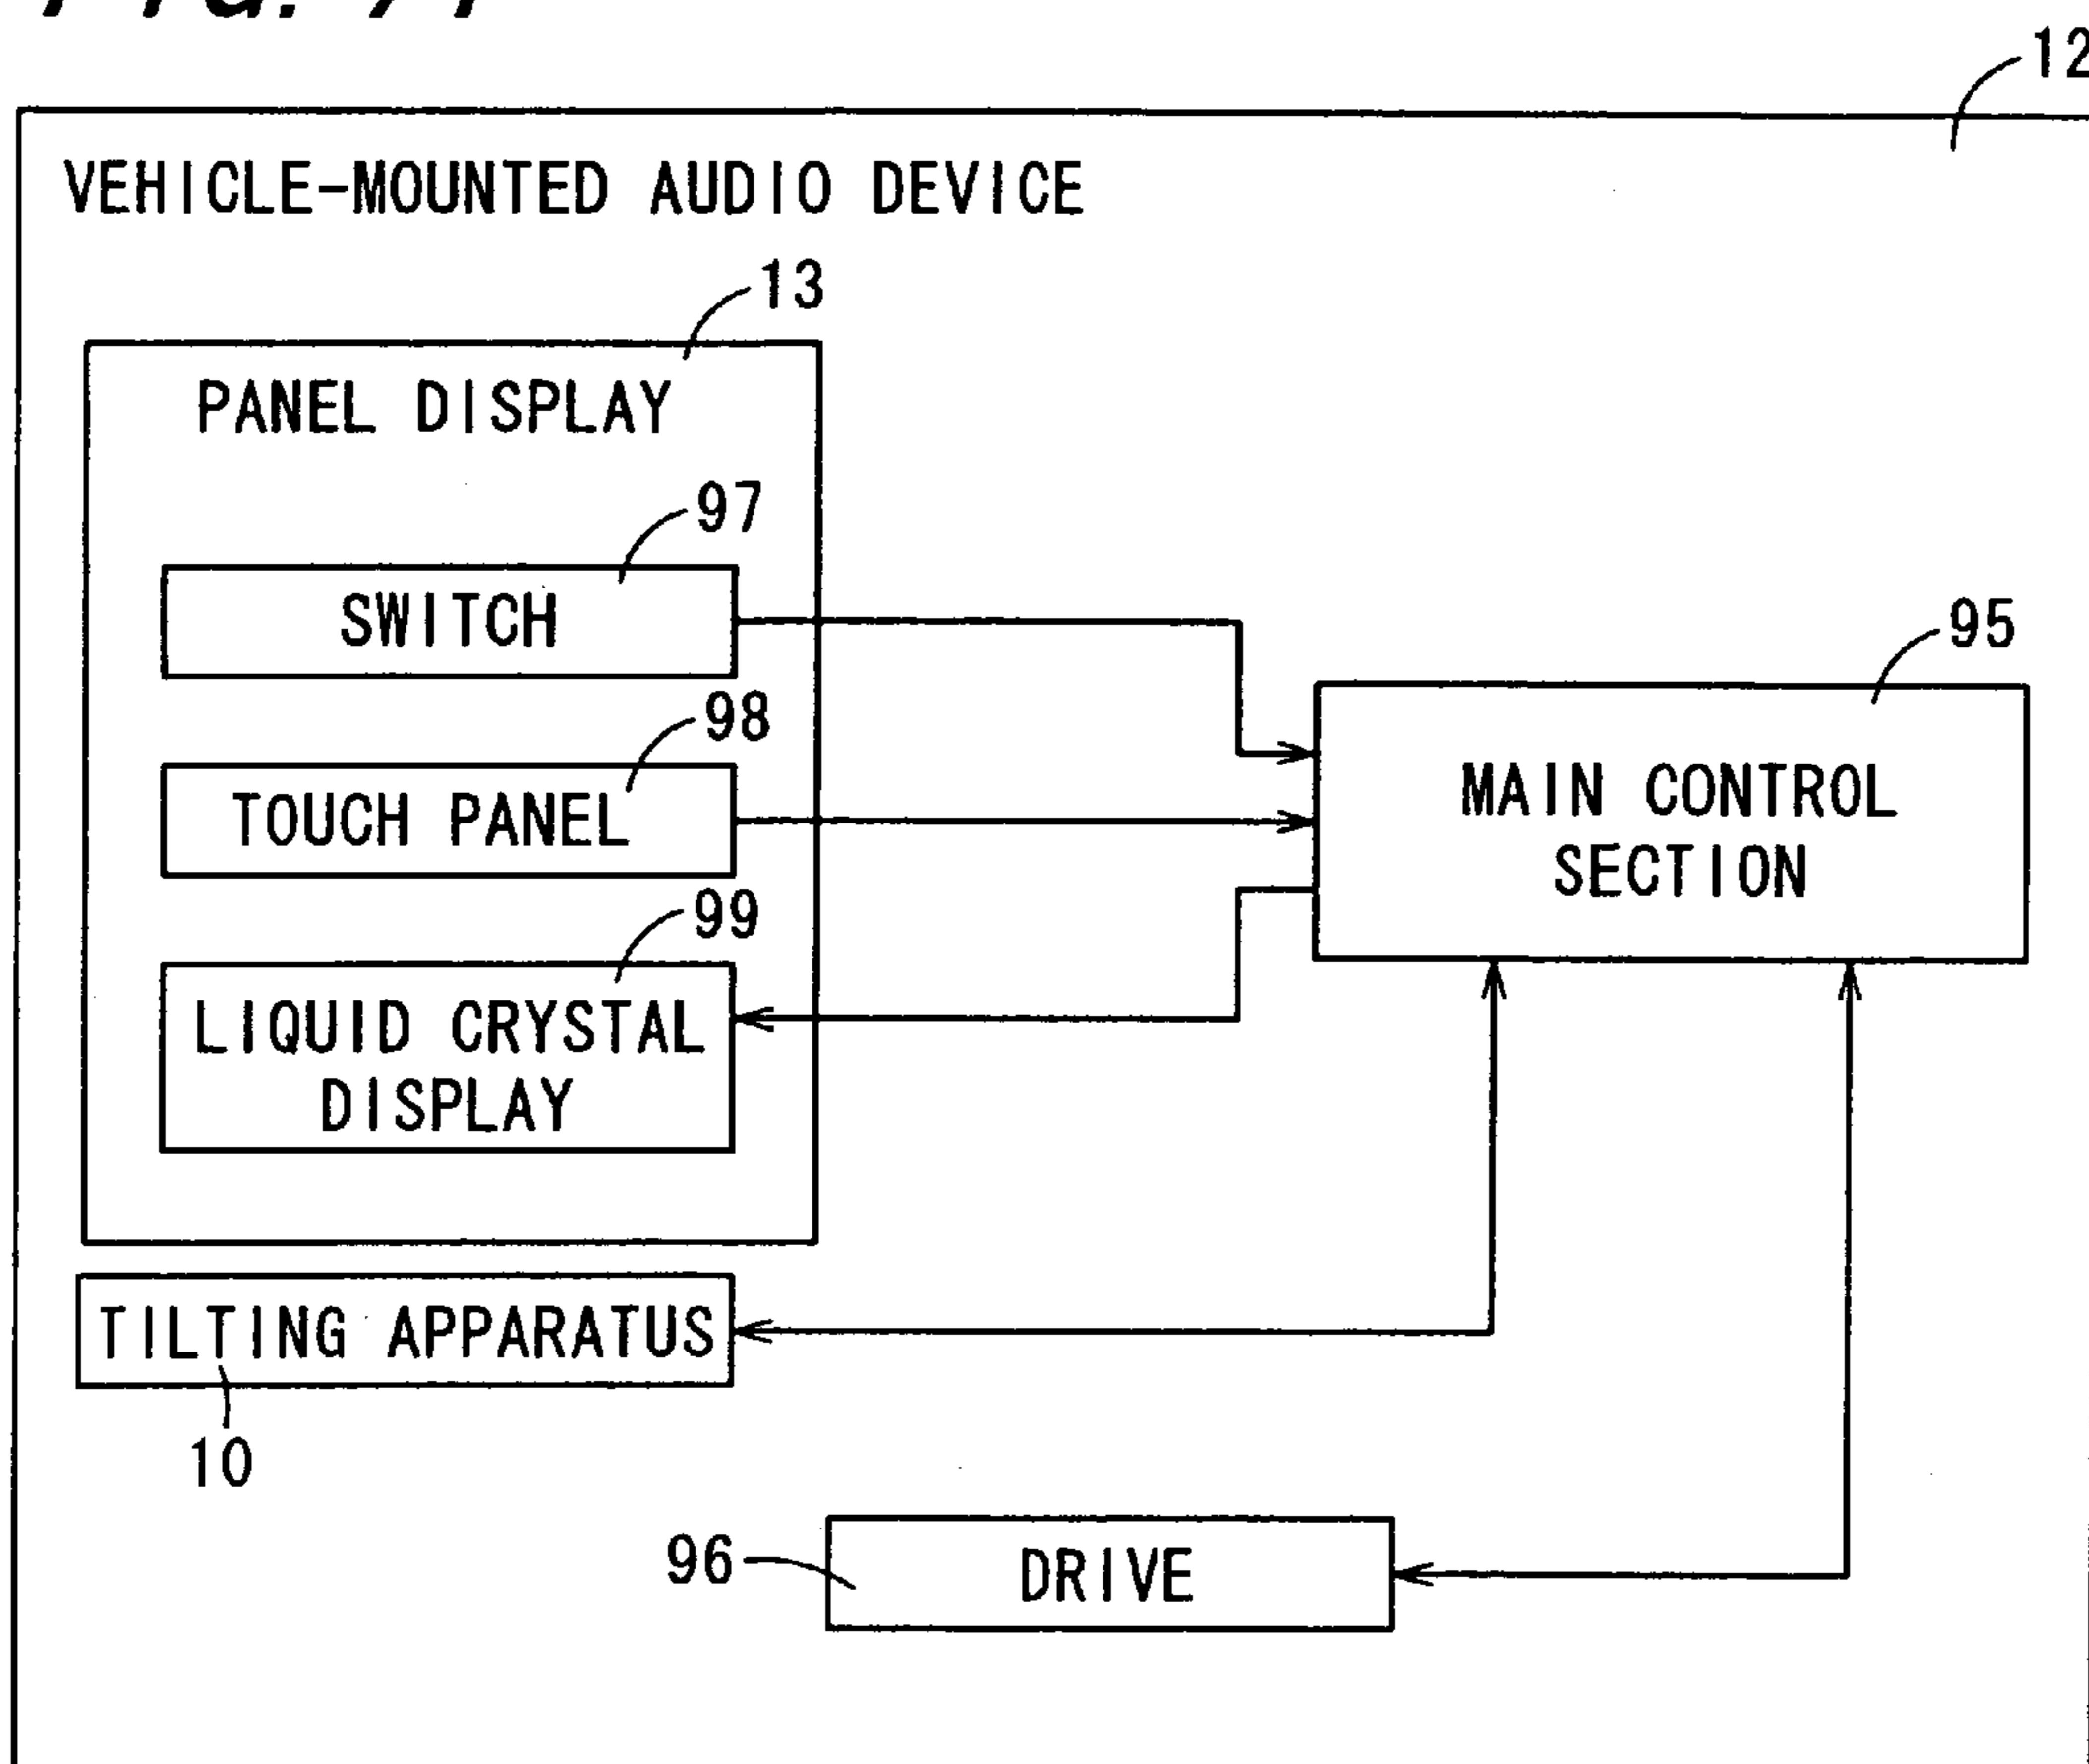 12
VEHICLE-MOUNTED AUDIO DEVICE
13
PANEL DISPLAY
97
SWITCH
95
98
TOUCH PANEL
MAIN CONTROL
SECTION
99
LIQUID CRYSTAL
DISPLAY
TILTING APPARATUS
10
96
DRIVE